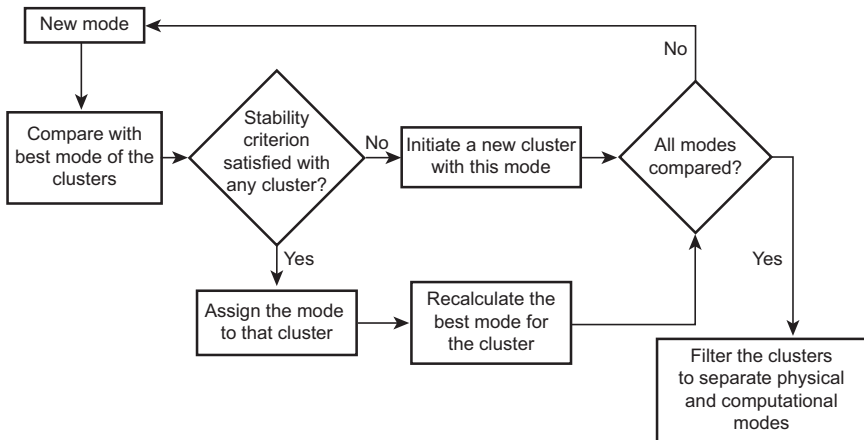 New mode
No
Compare with
best mode of the
clusters
Stability
criterion
satisfied with
any cluster?
No
Initiate a new cluster
with this mode
All modes
compared?
Yes
Assign the mode
to that cluster
Recalculate the
best mode for
the cluster
Yes
Filter the clusters
to separate physical
and computational
modes